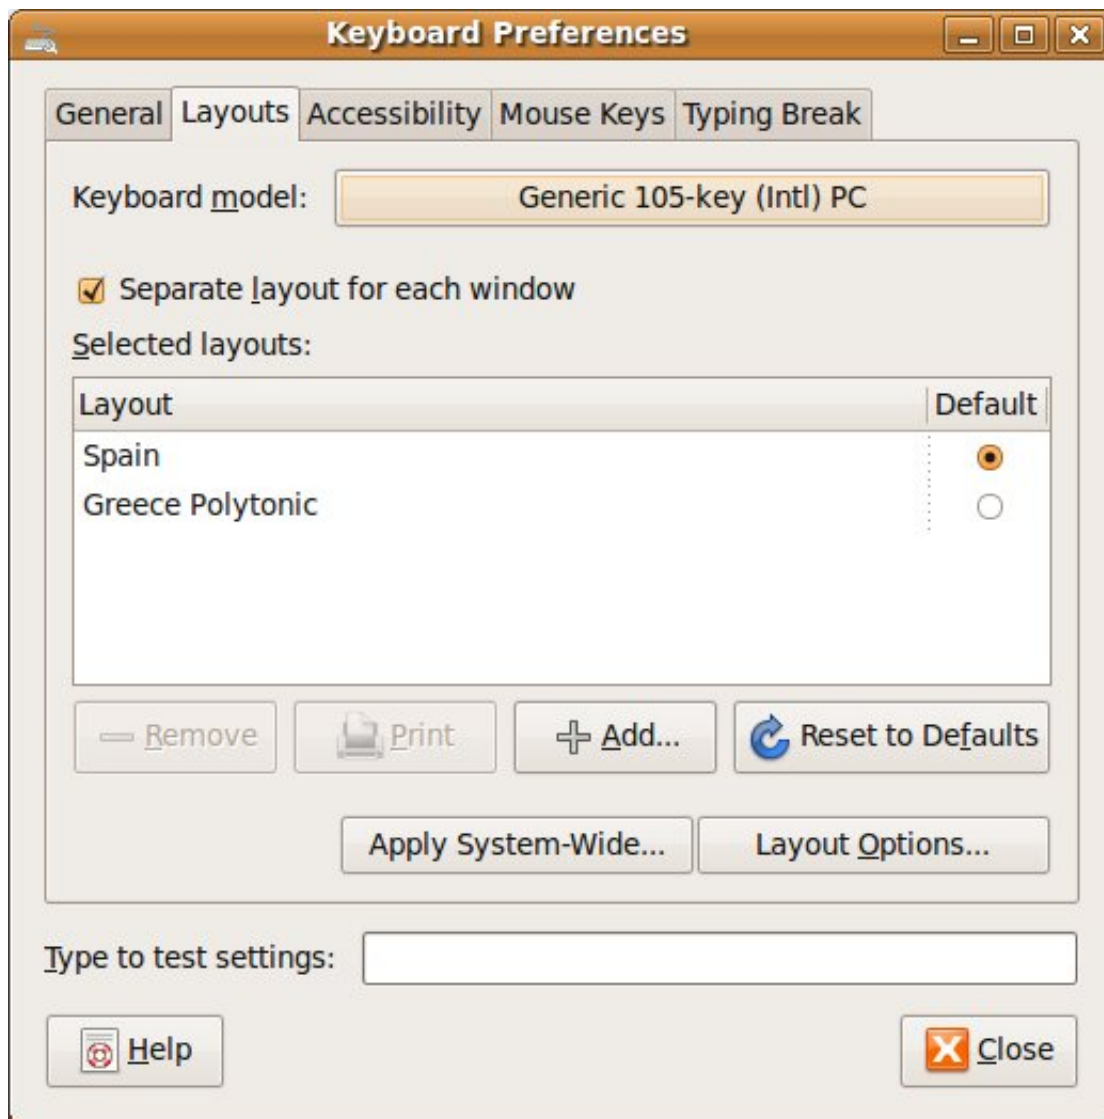 Keyboard Preferences
General Layouts Accessibility Mouse Keys Typing Break
Keyboard model: Generic 105-key (Intl) PC
Separate layout for each window
Selected layouts:
Layout Default
Spain
Greece Polytonic
Remove Print Add... Reset to Defaults
Apply System-Wide... Layout Options...
Type to test settings:
Help Close